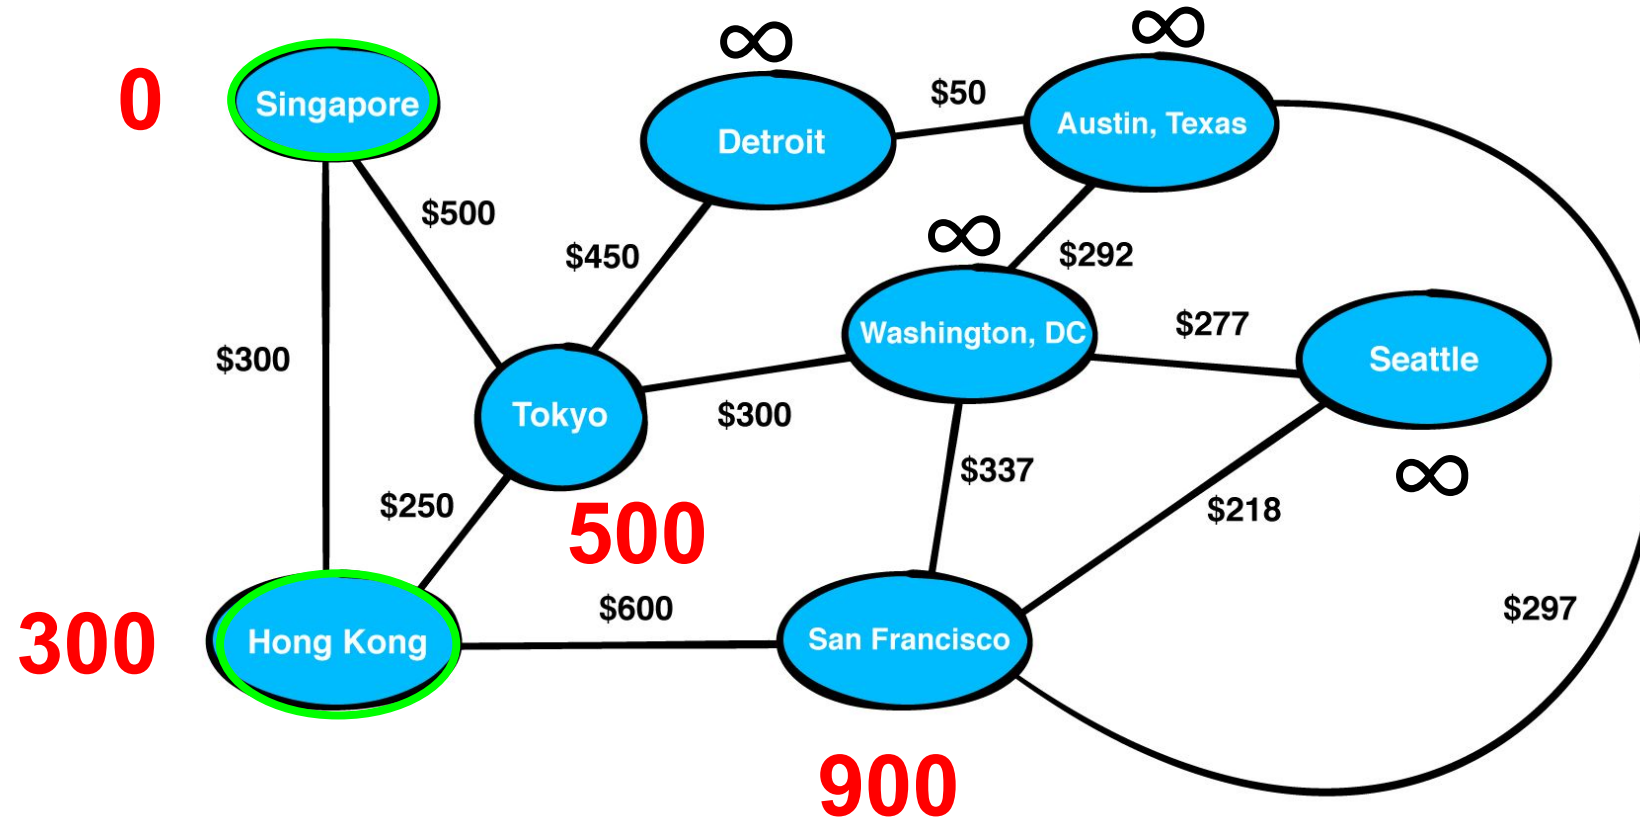 ∞
∞
0
Singapore
Detroit
$50
Austin, Texas
$500
$450
∞
$292
$300
Tokyo
$300
Washington, DC
$277
Seattle
∞
$250
500
$337
$218
300
Hong Kong
$600
San Francisco
$297
900